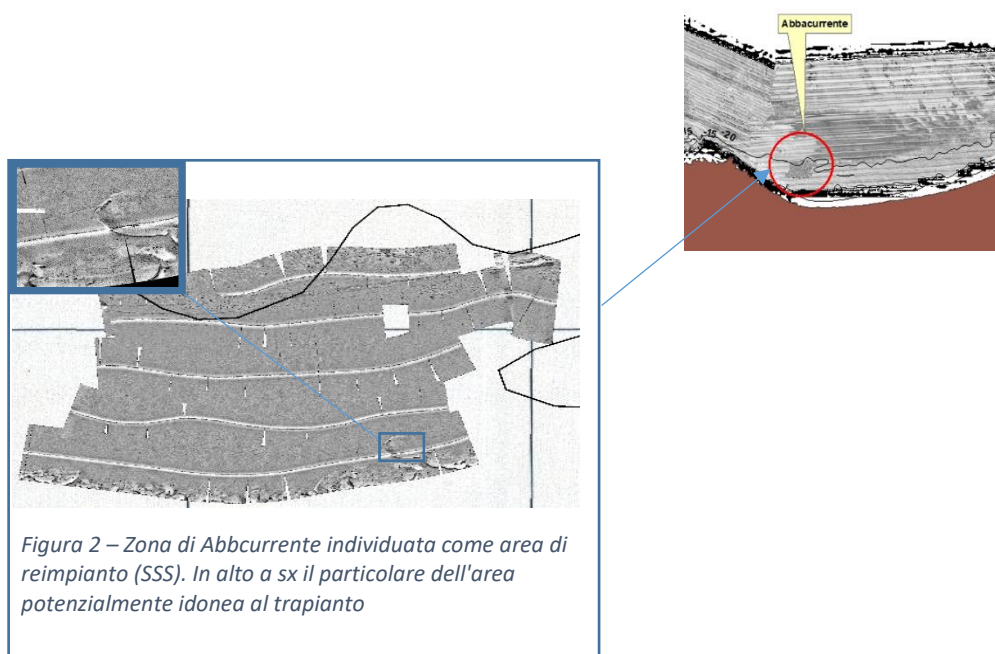 Abbacurrente
-15 -20
Figura 2 – Zona di Abbcurrente individuata come area di
reimpianto (SSS). In alto a sx il particolare dell'area
potenzialmente idonea al trapianto